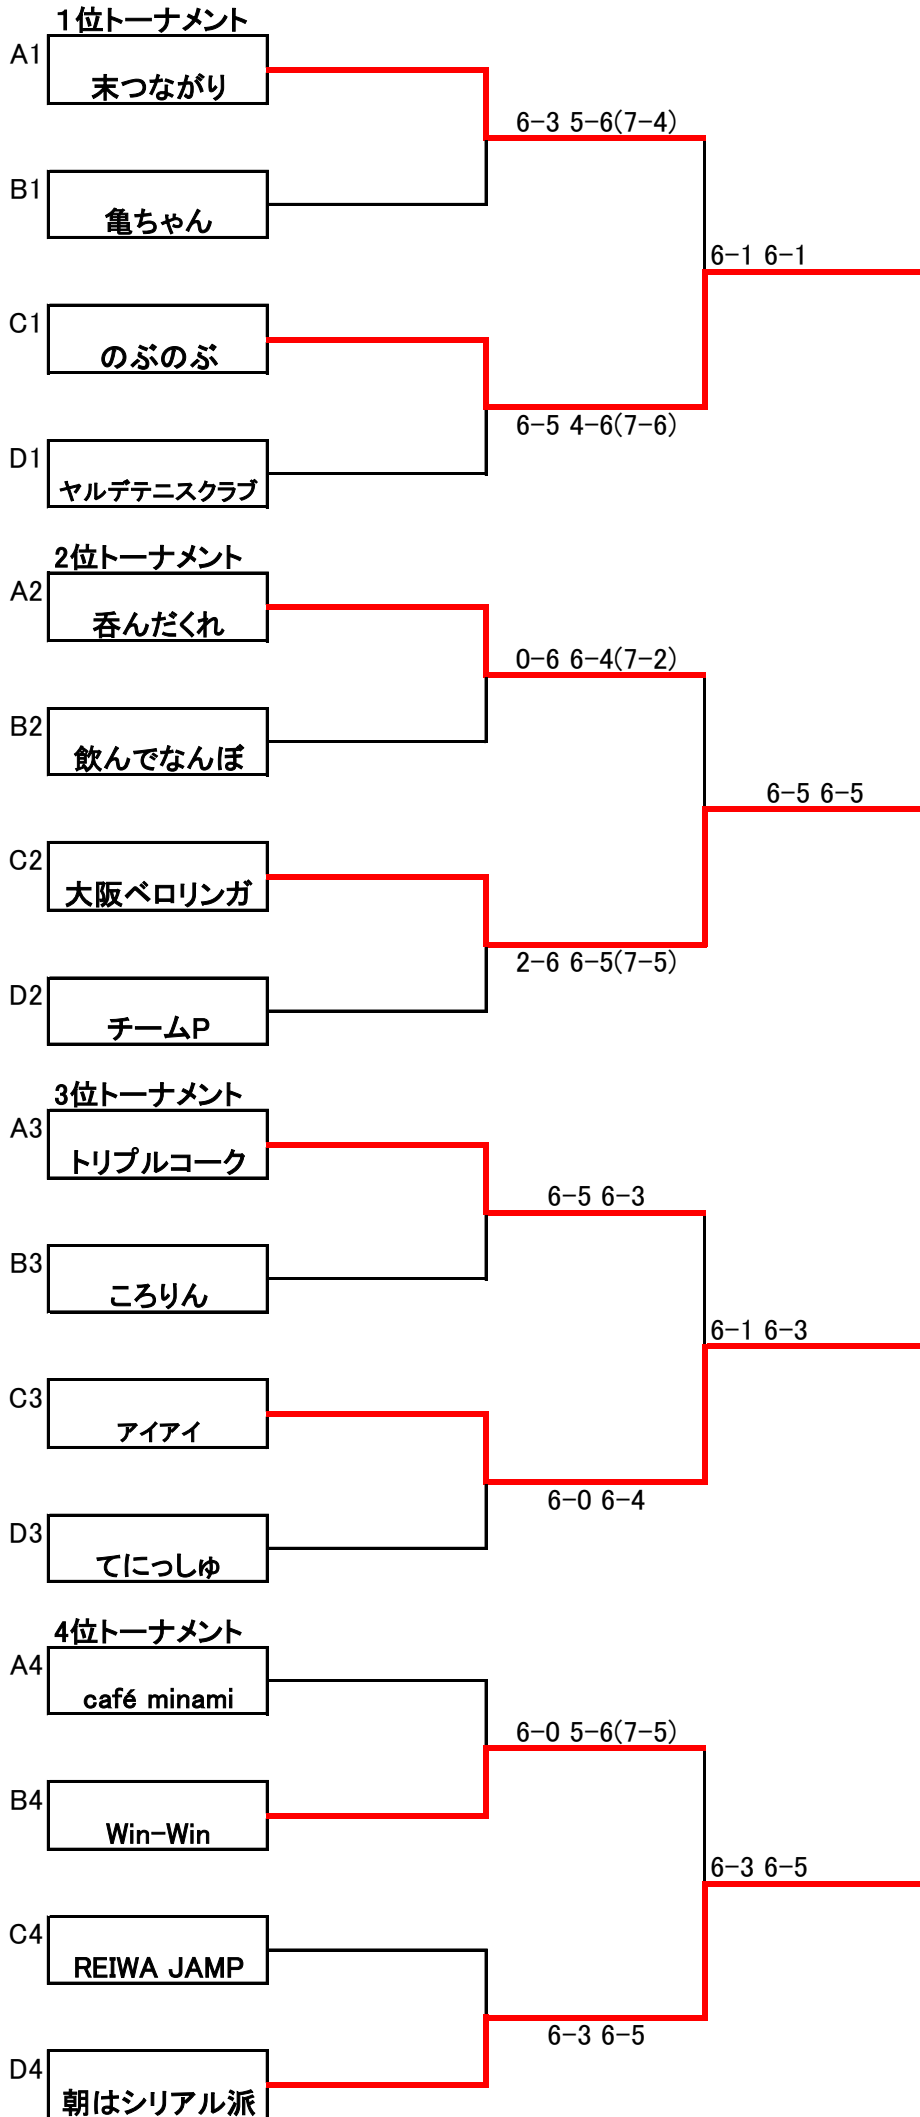 1位トーナメント
A1
末つながり
6-3 5-6(7-4)
B1
亀ちゃん
6-1 6-1
C1
のぶのぶ
6-5 4-6(7-6)
D1
ヤルデテニスクラブ
2位トーナメント
A2
呑んだくれ
0-6 6-4(7-2)
B2
飲んでなんぼ
6-5 6-5
C2
大阪ベロリンガ
2-6 6-5(7-5)
D2
チームP
3位トーナメント
A3
トリプルコーク
6-5 6-3
B3
ころりん
6-1 6-3
C3
アイアイ
6-0 6-4
D3
てにっしゅ
4位トーナメント
A4
café minami
6-0 5-6(7-5)
B4
Win-Win
6-3 6-5
C4
REIWA JAMP
6-3 6-5
D4
朝はシリアル派